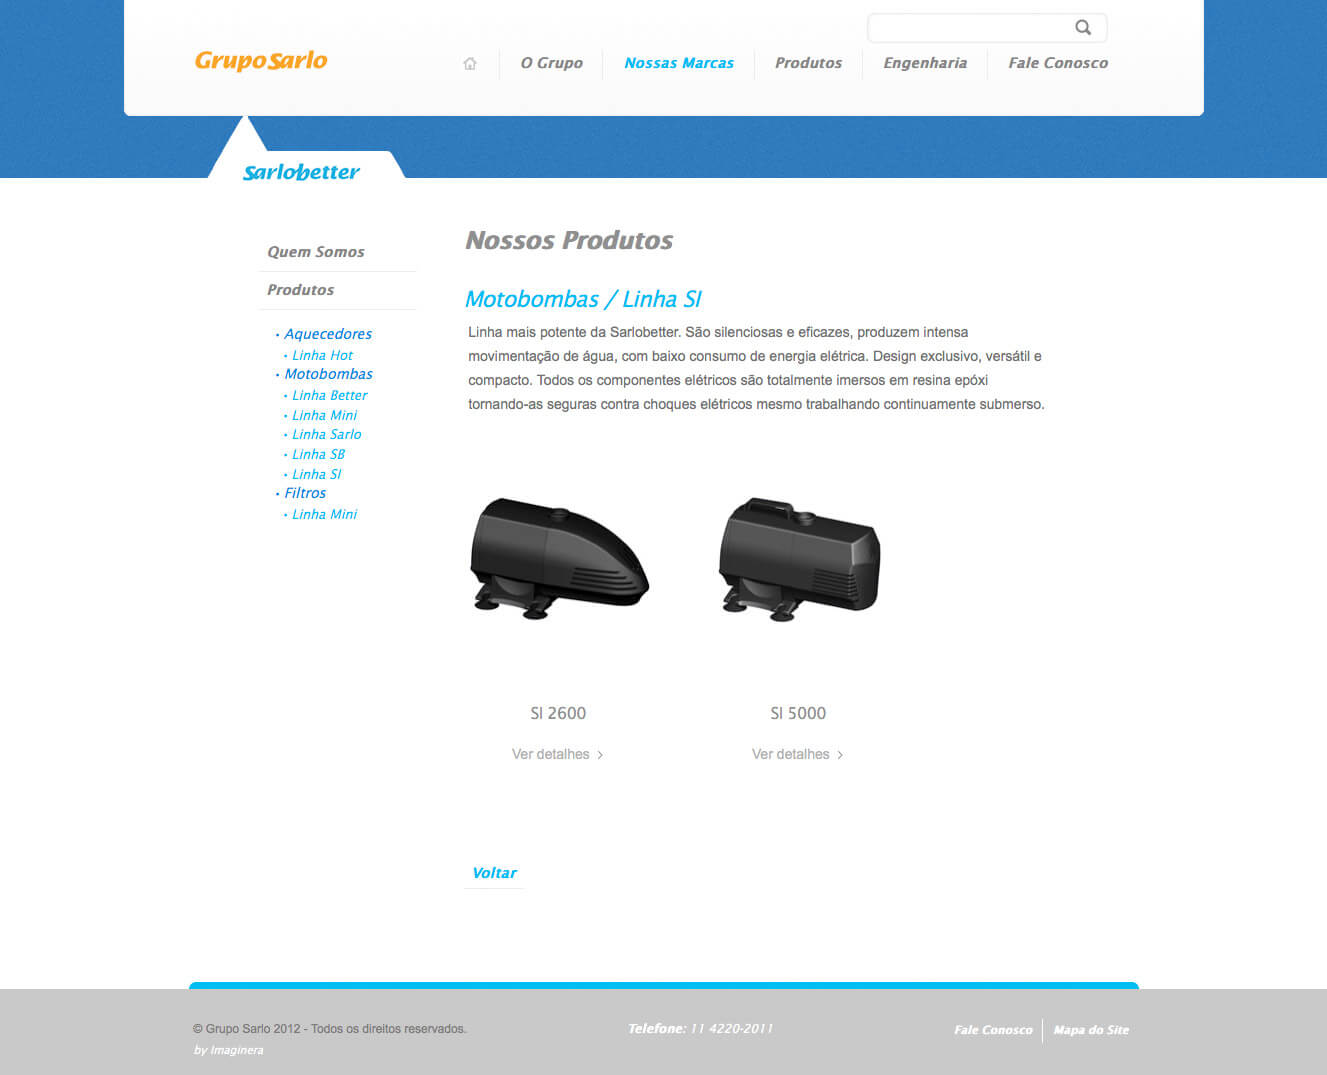 GrupoSarlo
O Grupo
Nossas Marcas
Produtos
Engenharia
Fale Conosco
Sarlobetter
Quem Somos
Produtos
• Aquecedores
• Linha Hot
• Motobombas
• Linha Better
• Linha Mini
• Linha Sarlo
• Linha SB
• Linha SI
• Filtros
• Linha Mini
Nossos Produtos
Motobombas / Linha SI
Linha mais potente da Sarlobetter. São silenciosas e eficazes, produzem intensa
movimentação de água, com baixo consumo de energia elétrica. Design exclusivo, versátil e
compacto. Todos os componentes elétricos são totalmente imersos em resina epóxi
tornando-as seguras contra choques elétricos mesmo trabalhando continuamente submerso.
SI 2600
Ver detalhes >
SI 5000
Ver detalhes >
Voltar
© Grupo Sarlo 2012 - Todos os direitos reservados.
by Imaginera
Telefone: 11 4220-2011
Fale Conosco
Mapa do Site